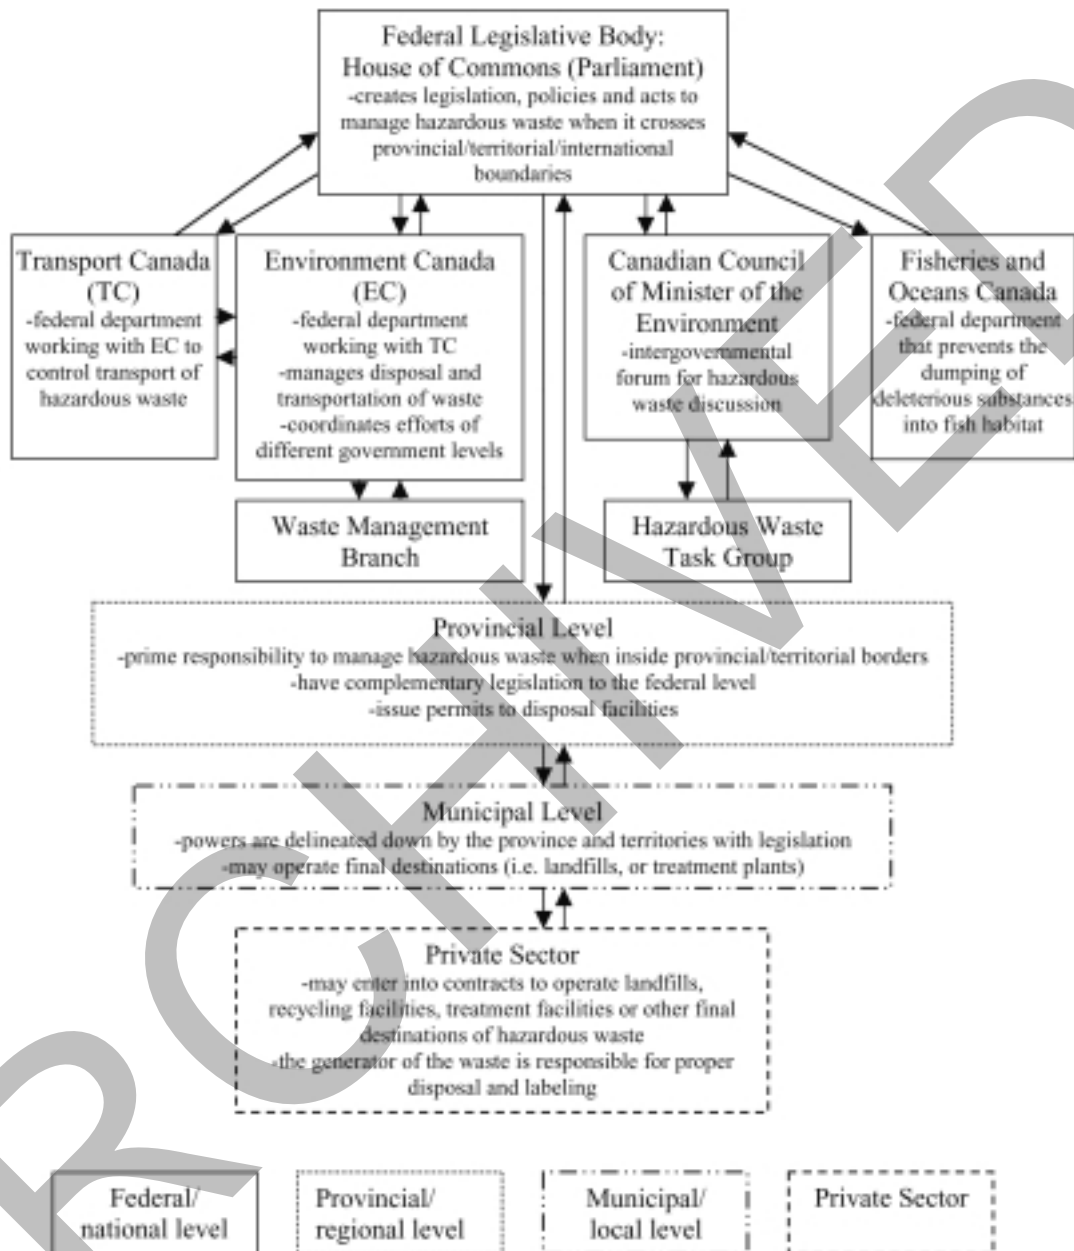 Federal Legislative Body:
House of Commons (Parliament)
-creates legislation, policies and acts to
manage hazardous waste when it crosses
provincial/territorial/international
boundaries
Transport Canada
(TC)
-federal department
working with EC to
control transport of
hazardous waste
Environment Canada
(EC)
-federal department
working with TC
-manages disposal and
transportation of waste
-coordinates efforts of
different government levels
Canadian Council
of Minister of the
Environment
-intergovernmental
forum for hazardous
waste discussion
Fisheries and
Oceans Canada
-federal department
that prevents the
dumping of
deleterious substances
into fish habitat
Waste Management
Branch
Hazardous Waste
Task Group
Provincial Level
-prime responsibility to manage hazardous waste when inside provincial/territorial borders
-have complementary legislation to the federal level
-issue permits to disposal facilities
Municipal Level
-powers are delineated down by the province and territories with legislation
-may operate final destinations (i.e. landfills, or treatment plants)
Private Sector
-may enter into contracts to operate landfills,
recycling facilities, treatment facilities or other final
destinations of hazardous waste
-the generator of the waste is responsible for proper
disposal and labeling
Federal/
national level
Provincial/
regional level
Municipal/
local level
Private Sector
RCHIVED